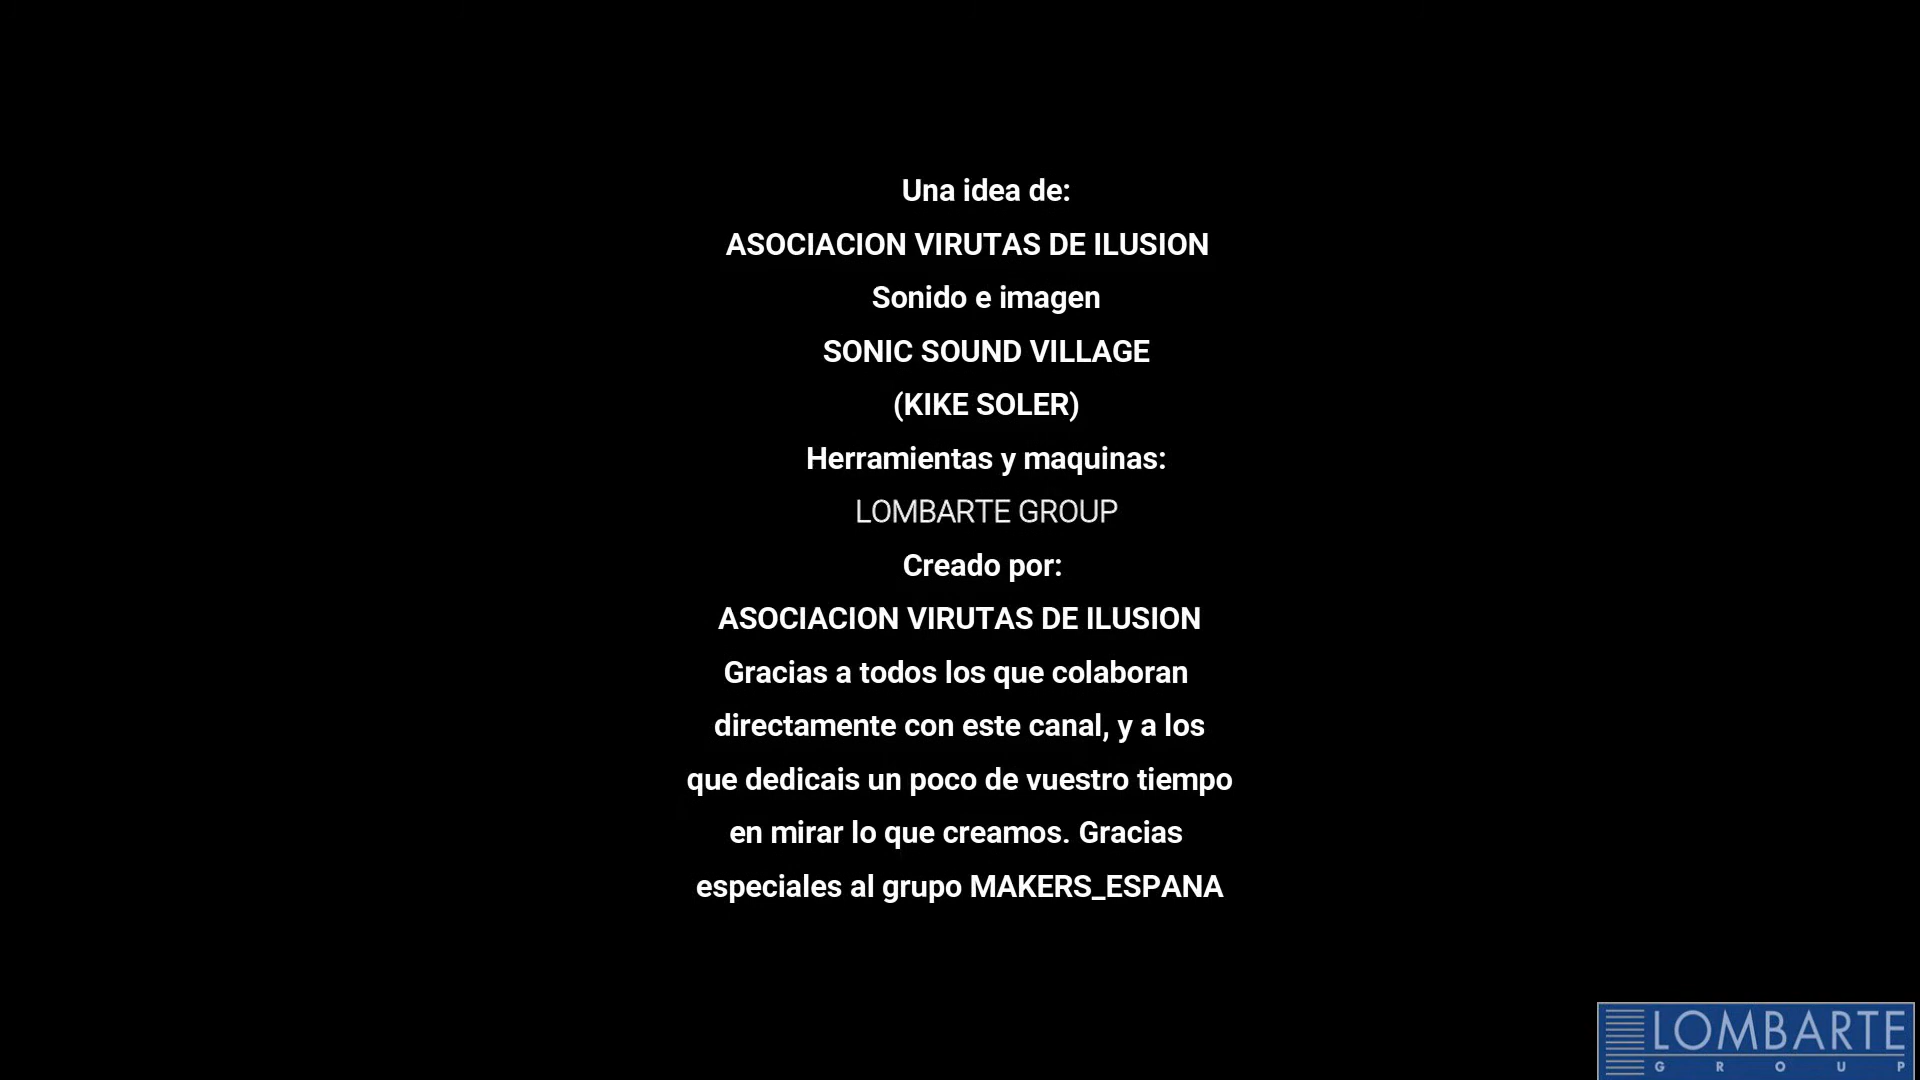 Una idea de:
ASOCIACION VIRUTAS DE ILUSION
Sonido e imagen
SONIC SOUND VILLAGE
(KIKE SOLER)
Herramientas y maquinas:
LOMBARTE GROUP
Creado por:
ASOCIACION VIRUTAS DE ILUSION
Gracias a todos los que colaboran
directamente con este canal, y a los
que dedicais un poco de vuestro tiempo
en mirar lo que creamos. Gracias
especiales al grupo MAKERS_ESPANA
LOMBARTE
GROUP